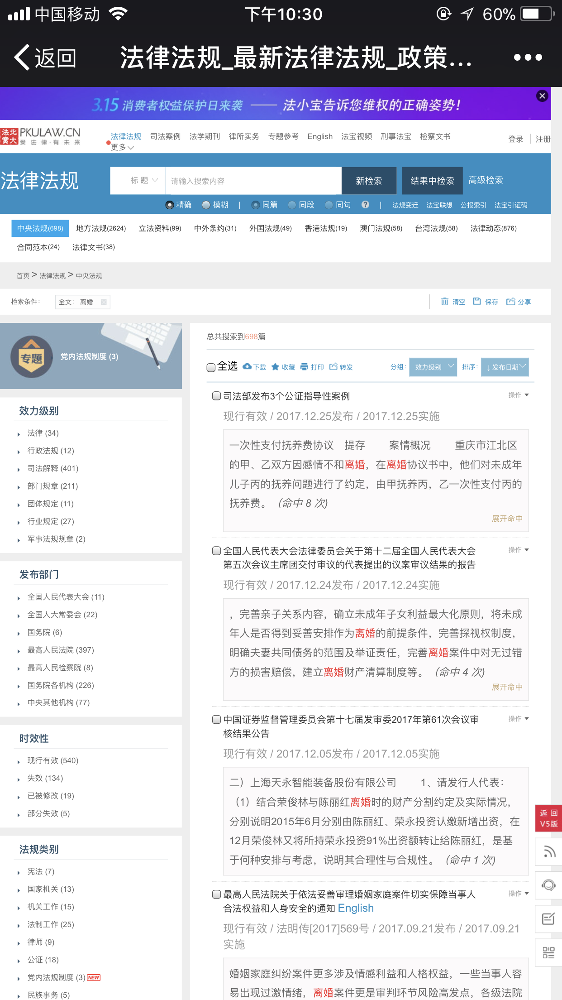 中国移动 下午10:30 60%
返回 法律法规_最新法律法规_政策...
3.15 消费者权益保护日来袭 —— 法小宝告诉您维权的正确姿势！
法北寶大 PKULAW.CN
爱法律·有未来
法律法规 司法案例 法学期刊 律所实务 专题参考 English 法宝视频 刑事法宝 检察文书
更多
登录 | 注册
法律法规 标题 请输入搜索内容 新检索 结果中检索 高级检索
精确 模糊 | 同篇 同段 同句 ? | 法规变迁 法宝联想 公报索引 法宝引证码
中央法规(698) 地方法规(2624) 立法资料(99) 中外条约(31) 外国法规(49) 香港法规(19) 澳门法规(58) 台湾法规(58) 法律动态(876)
合同范本(24) 法律文书(38)
首页 > 法律法规 > 中央法规
检索条件： 全文： 离婚 清空 保存 分享
专题 党内法规制度 (3)
效力级别
法律 (34)
行政法规 (12)
司法解释 (401)
部门规章 (211)
团体规定 (11)
行业规定 (27)
军事法规规章 (2)
发布部门
全国人民代表大会 (11)
全国人大常委会 (22)
国务院 (6)
最高人民法院 (397)
最高人民检察院 (8)
国务院各机构 (226)
中央其他机构 (77)
时效性
现行有效 (540)
失效 (134)
已被修改 (19)
部分失效 (5)
法规类别
宪法 (7)
国家机关 (13)
机关工作 (15)
法制工作 (25)
律师 (9)
公证 (18)
党内法规制度 (3) NEW
民族事务 (5)
总共搜索到698篇
全选 下载 收藏 打印 转发 分组： 效力级别 排序： ↓发布日期
司法部发布3个公证指导性案例 操作
现行有效 / 2017.12.25发布 / 2017.12.25实施
一次性支付抚养费协议 提存 案情概况 重庆市江北区
的甲、乙双方因感情不和离婚，在离婚协议书中，他们对未成年
儿子丙的抚养问题进行了约定，由甲抚养丙，乙一次性支付丙的
抚养费。（命中 8 次）
展开命中
全国人民代表大会法律委员会关于第十二届全国人民代表大会 操作
第五次会议主席团交付审议的代表提出的议案审议结果的报告
现行有效 / 2017.12.24发布 / 2017.12.24实施
，完善亲子关系内容，确立未成年子女利益最大化原则，将未成
年人是否得到妥善安排作为离婚的前提条件，完善探视权制度，
明确夫妻共同债务的范围及举证责任，完善离婚案件中对无过错
方的损害赔偿，建立离婚财产清算制度等。（命中 4 次）
展开命中
中国证券监督管理委员会第十七届发审委2017年第61次会议审 操作
核结果公告
现行有效 / 2017.12.05发布 / 2017.12.05实施
二）上海天永智能装备股份有限公司 1、请发行人代表：
（1）结合荣俊林与陈丽红离婚时的财产分割约定及实际情况，
分别说明2015年6月分别由陈丽红、荣永投资认缴新增出资，在
12月荣俊林又将所持荣永投资91%出资额转让给陈丽红，是基
于何种安排与考虑，说明其合理性与合规性。（命中 1 次）
最高人民法院关于依法妥善审理婚姻家庭案件切实保障当事人 操作
合法权益和人身安全的通知 English
现行有效 / 法明传[2017]569号 / 2017.09.21发布 / 2017.09.21
实施
婚姻家庭纠纷案件更多涉及情感利益和人格权益，一些当事人容
易出现过激情绪，离婚案件更是审判环节风险高发点，各级法院
返回
V5版